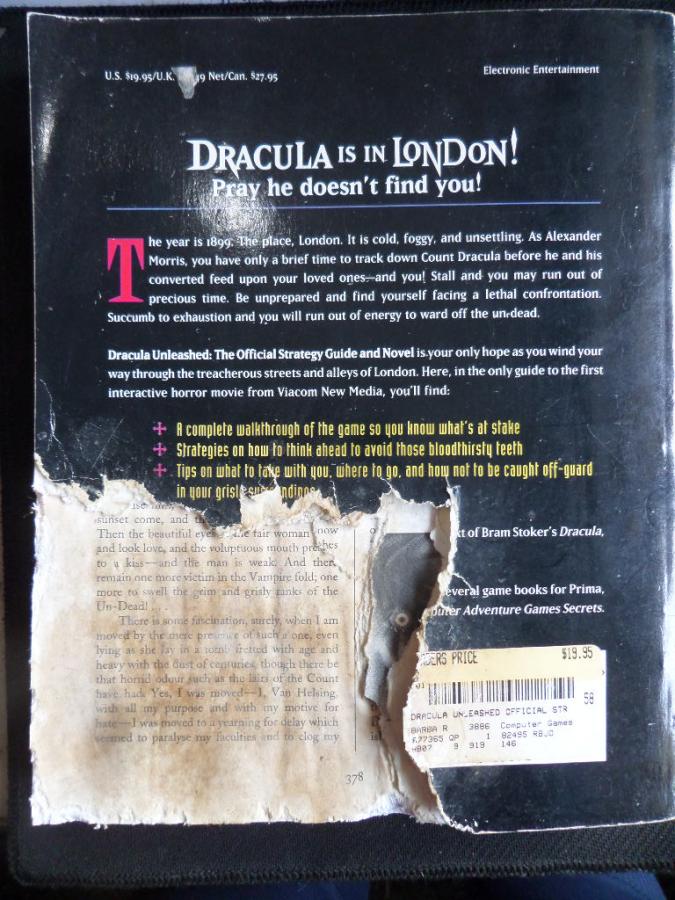 U.S. $19.95/U.K. 19 Net/Can. $27.95
Electronic Entertainment
DRACULA IS IN LONDON!
Pray he doesn't find you!
The year is 1899. The place, London. It is cold, foggy, and unsettling. As Alexander
Morris, you have only a brief time to track down Count Dracula before he and his
converted feed upon your loved ones—and you! Stall and you may run out of
precious time. Be unprepared and find yourself facing a lethal confrontation.
Succumb to exhaustion and you will run out of energy to ward off the un-dead.
Dracula Unleashed: The Official Strategy Guide and Novel is your only hope as you wind your
way through the treacherous streets and alleys of London. Here, in the only guide to the first
interactive horror movie from Viacom New Media, you'll find:
A complete walkthrough of the game so you know what's at stake
Strategies on how to think ahead to avoid those bloodthirsty teeth
Tips on what to take with you, where to go, and how not to be caught off-guard
in your grisly
sunset come, and
Then the beautiful eyes the fair woman now
and look love, and the voluptuous mouth
to a kiss—and the man is weak. And then
remain one more victim in the Vampire fold; one
more to swell the grim and grisly ranks of the
Un-Dead! . . .
There is some fascination, surely, when I am
moved by the mere presence of such a one, even
lying as she lay in a tomb fretted with age and
heavy with the dust of centuries, though there be
that horrid odour such as the lairs of the Count
have had. Yes, I was moved—I, Van Helsing,
with all my purpose and with my motive for
hate—I was moved to a yearning for delay which
seemed to paralyse my faculties and to clog my
378
xt of Bram Stoker's Dracula,
everal game books for Prima,
uter Adventure Games Secrets.
DERS PRICE $19.95
58
DRACULA UNLEASHED OFFICIAL STR
BARBA R 3886 Computer Games
77365 QP 1 82495 RBJC
H807 9 919 146